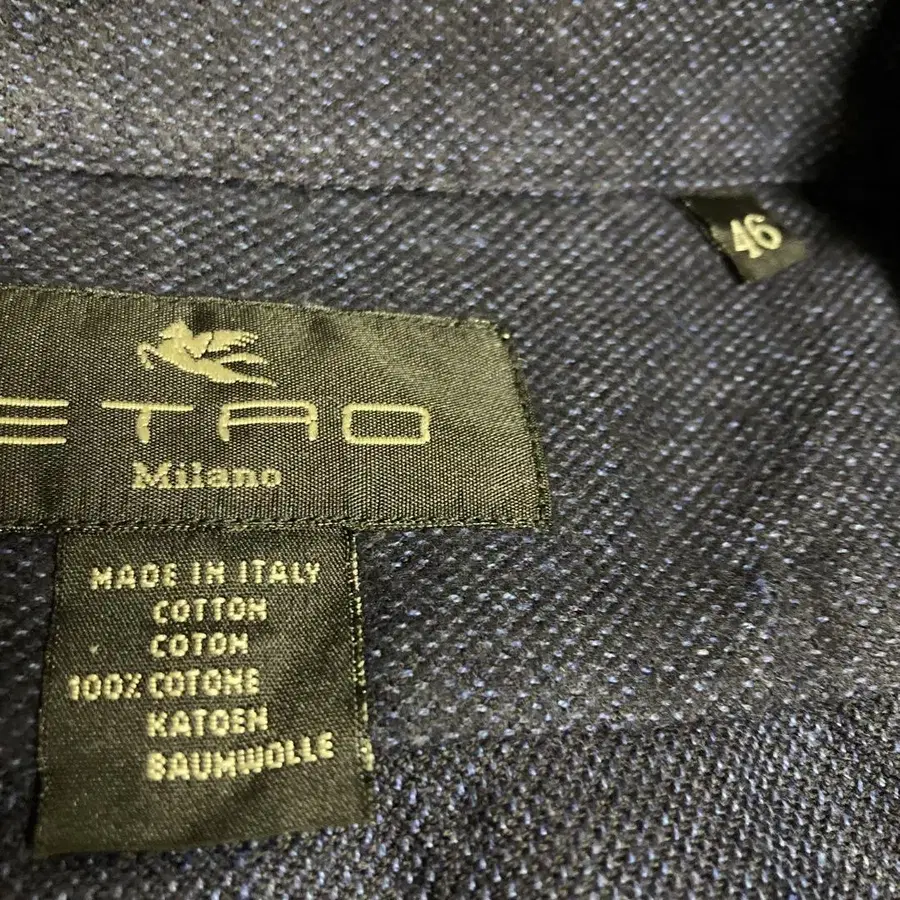 46
ETRO
Milano
MADE IN ITALY
COTTON
COTON
100% COTONE
KATOEN
BAUMWOLLE